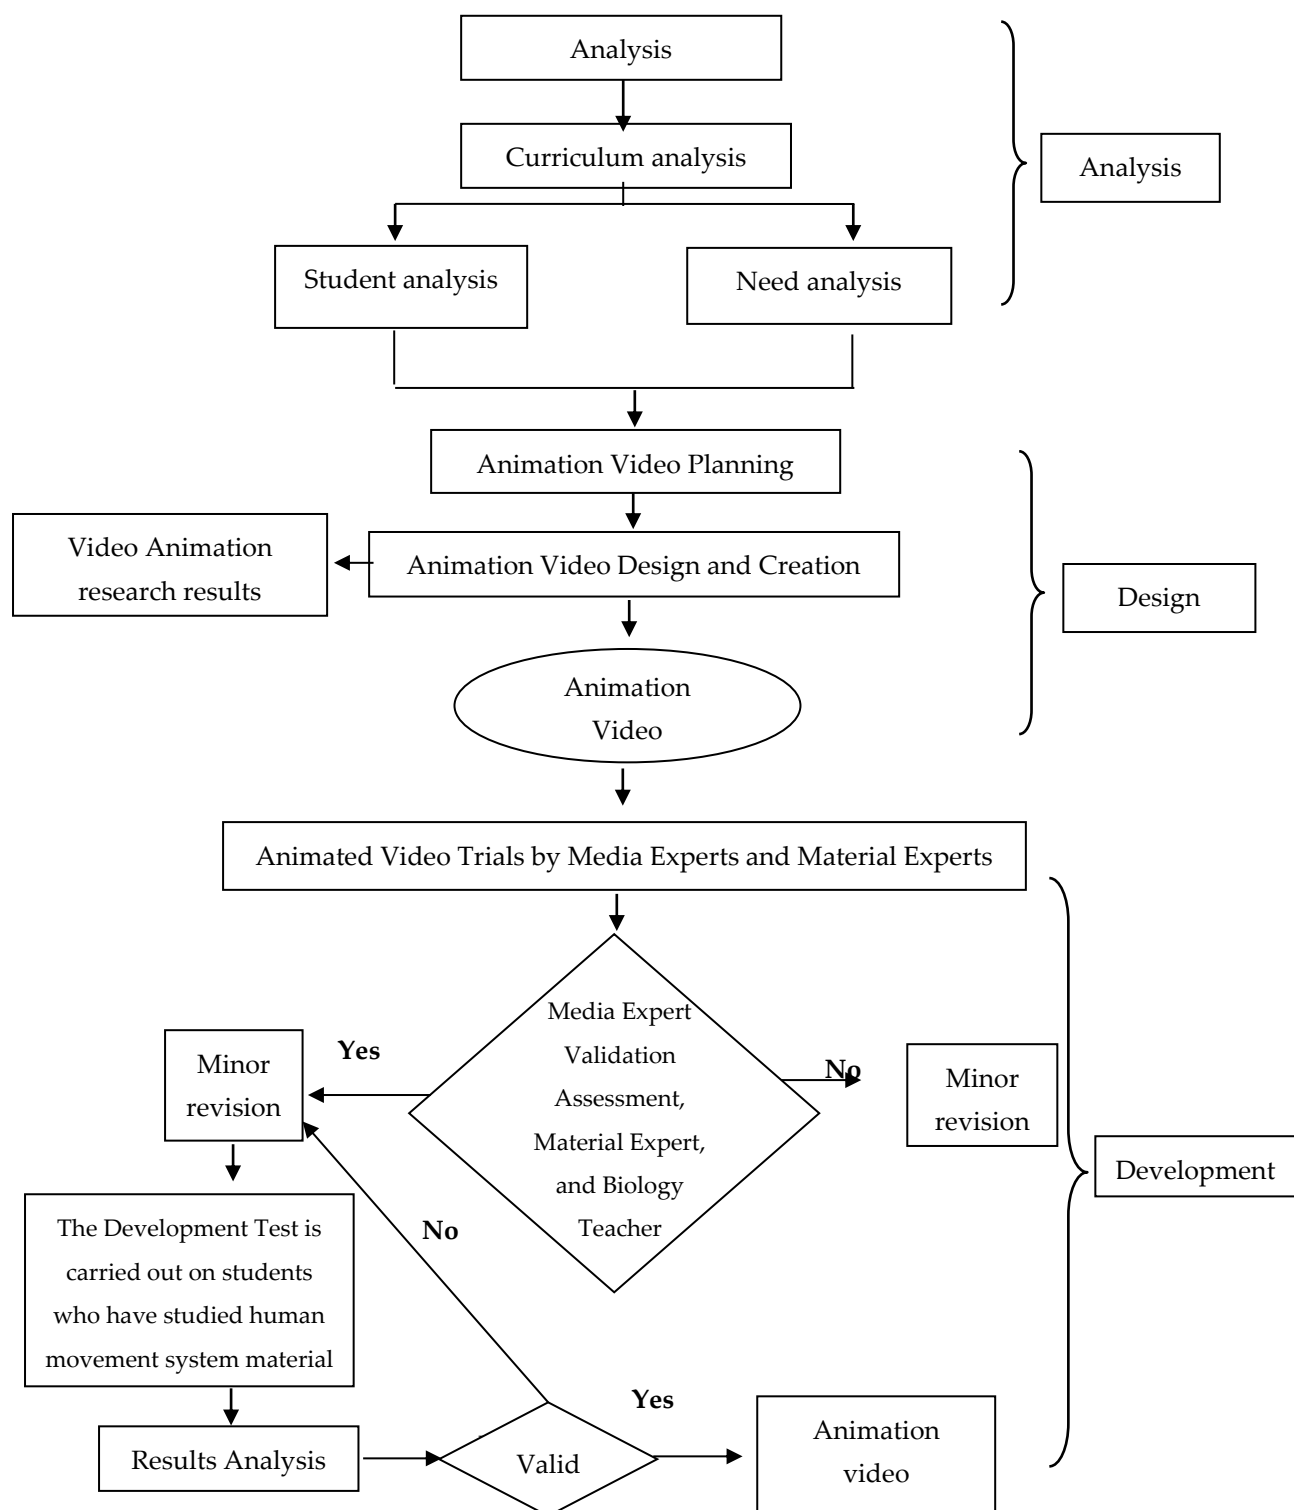 Analysis
Curriculum analysis
Analysis
Student analysis
Need analysis
Animation Video Planning
Video Animation
research results
Animation Video Design and Creation
Design
Animation
Video
Animated Video Trials by Media Experts and Material Experts
Media Expert
Validation
Assessment,
Material Expert,
and Biology
Teacher
Yes
No
Minor
revision
Minor
revision
Development
The Development Test is
carried out on students
who have studied human
movement system material
No
Yes
Results Analysis
Valid
Animation
video